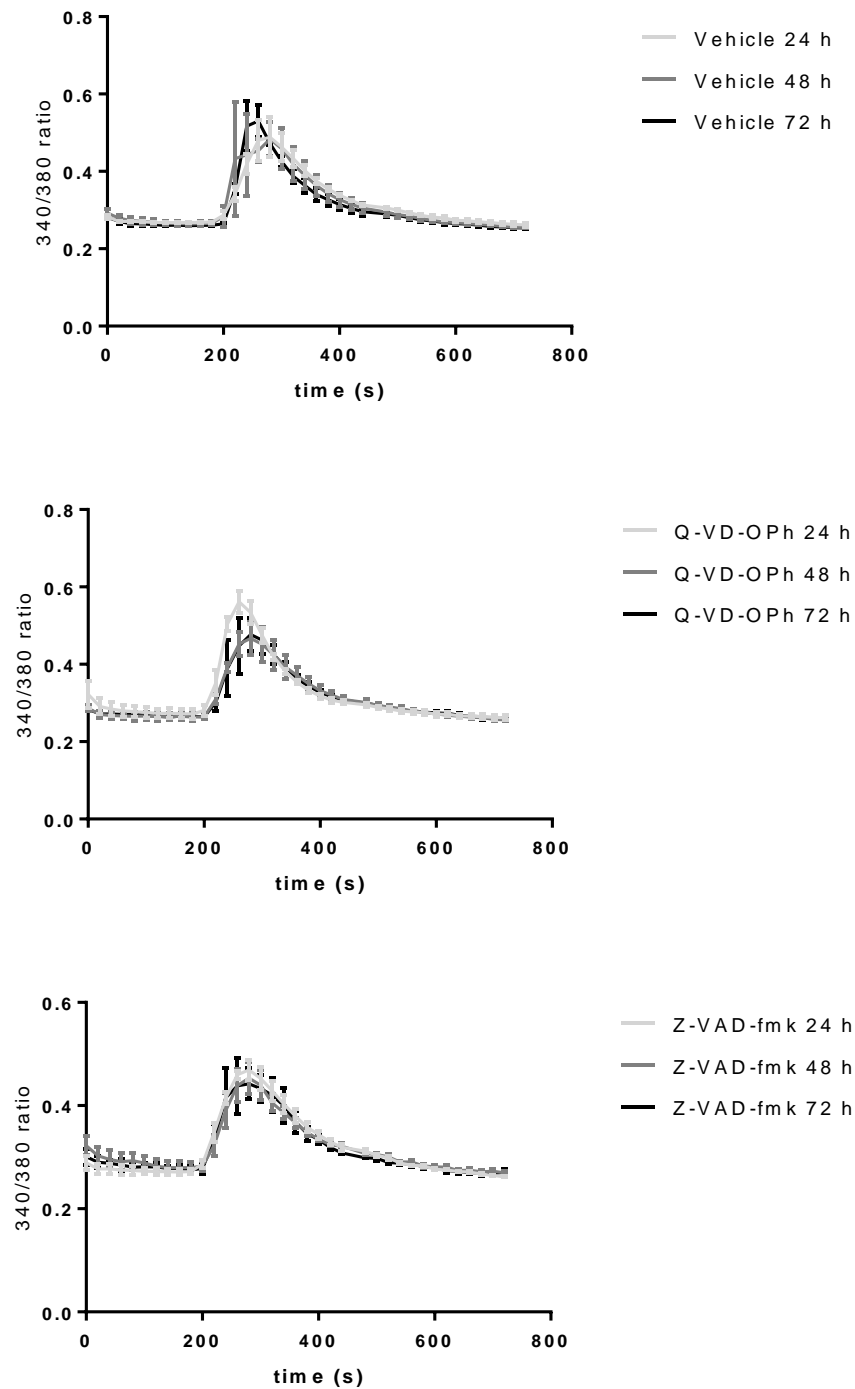 0.8
0.6
0.4
0.2
0.0
340/380 ratio
0 200 400 600 800
time (s)
Vehicle 24 h
Vehicle 48 h
Vehicle 72 h
0.8
0.6
0.4
0.2
0.0
340/380 ratio
0 200 400 600 800
time (s)
Q-VD-OPh 24 h
Q-VD-OPh 48 h
Q-VD-OPh 72 h
0.6
0.4
0.2
0.0
340/380 ratio
0 200 400 600 800
time (s)
Z-VAD-fmk 24 h
Z-VAD-fmk 48 h
Z-VAD-fmk 72 h